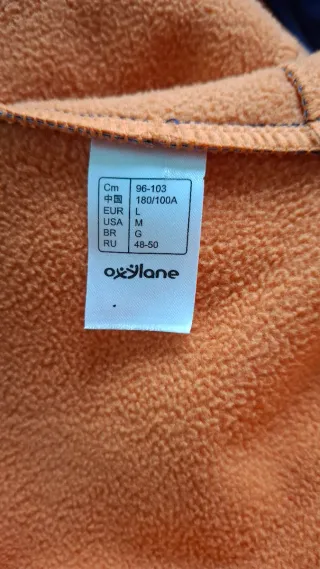 Cm 96-103
中国 180/100A
EUR L
USA M
BR G
RU 48-50
oxylane